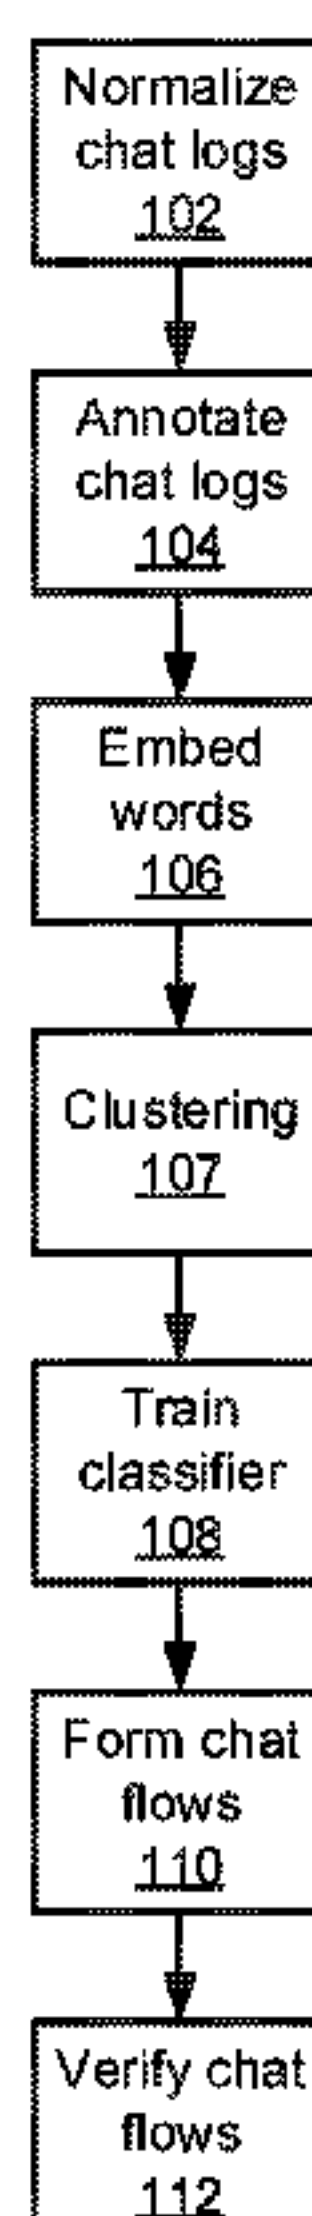 Normalize
chat logs
102
Annotate
chat logs
104
Embed
words
106
Clustering
107
Train
classifier
108
Form chat
flows
110
Verify chat
flows
112